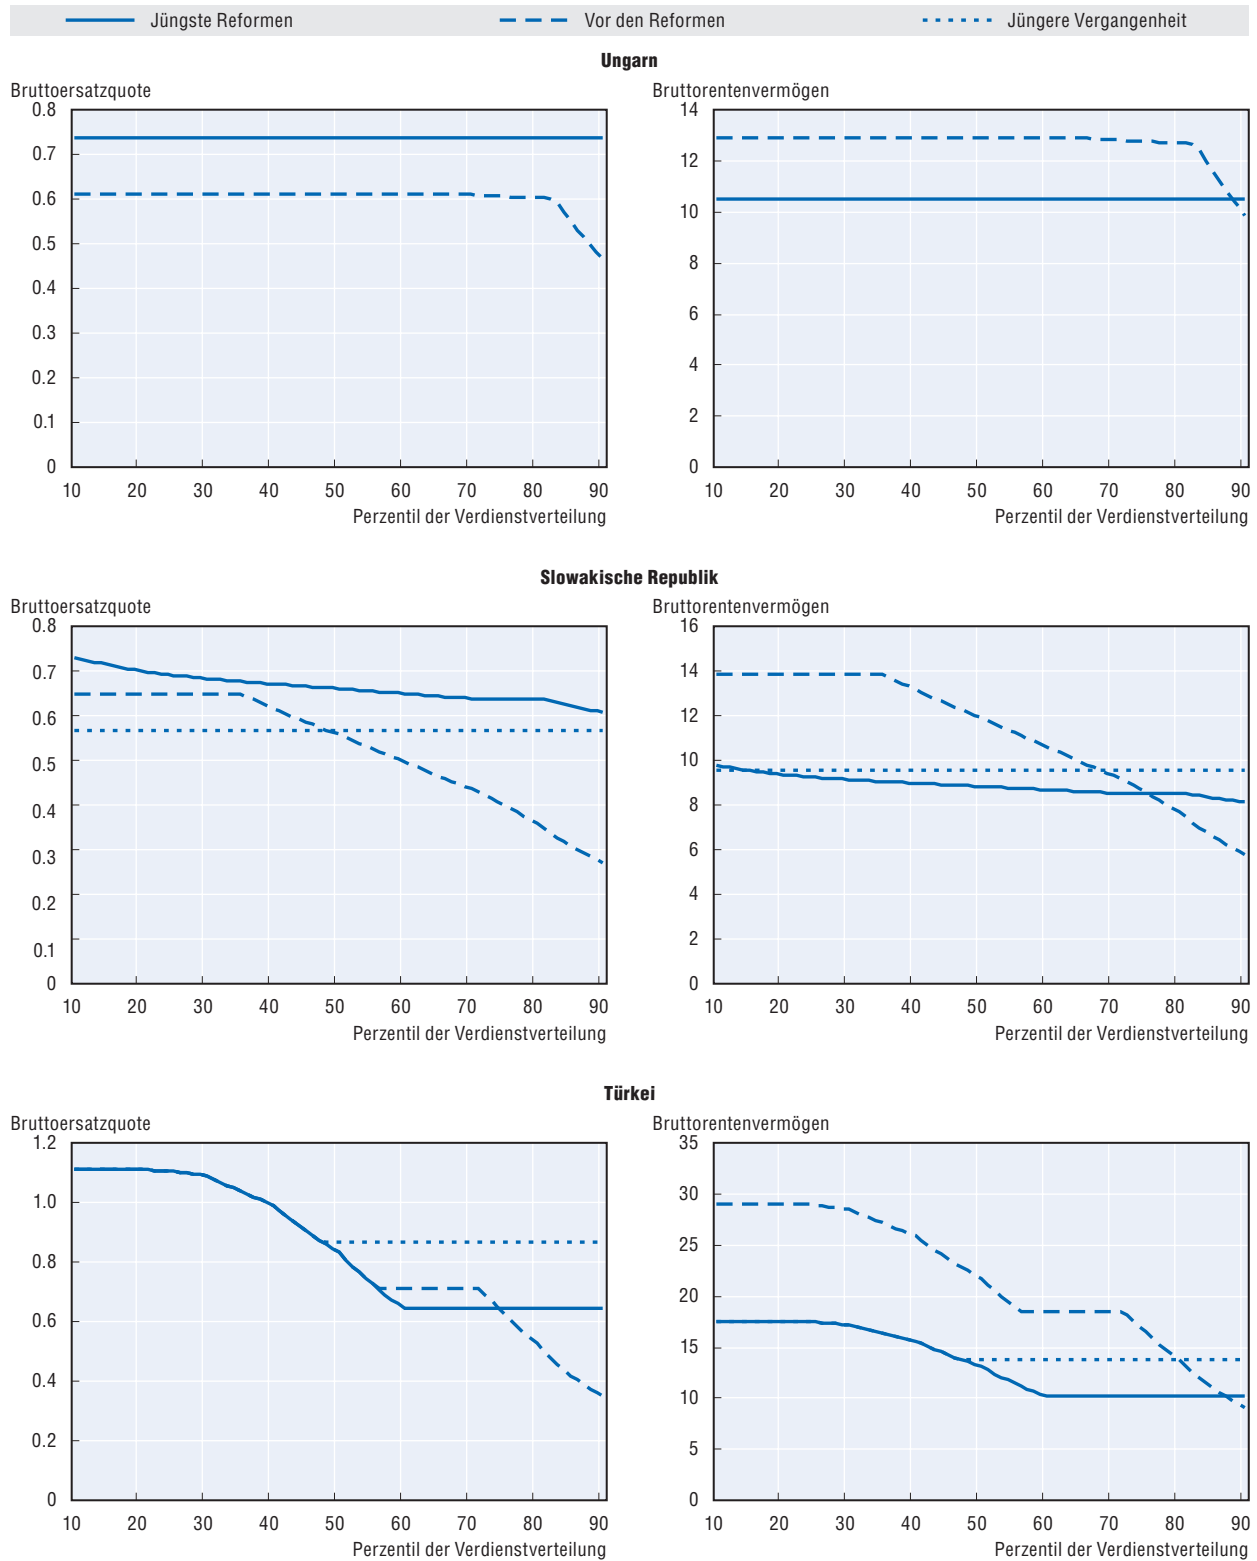 Jüngste Reformen Vor den Reformen Jüngere Vergangenheit
Ungarn
Bruttoersatzquote
0.8
0.7
0.6
0.5
0.4
0.3
0.2
0.1
0
10 20 30 40 50 60 70 80 90
Perzentil der Verdienstverteilung
Bruttorentenvermögen
14
12
10
8
6
4
2
0
10 20 30 40 50 60 70 80 90
Perzentil der Verdienstverteilung
Slowakische Republik
Bruttoersatzquote
0.8
0.7
0.6
0.5
0.4
0.3
0.2
0.1
0
10 20 30 40 50 60 70 80 90
Perzentil der Verdienstverteilung
Bruttorentenvermögen
16
14
12
10
8
6
4
2
0
10 20 30 40 50 60 70 80 90
Perzentil der Verdienstverteilung
Türkei
Bruttoersatzquote
1.2
1.0
0.8
0.6
0.4
0.2
0
10 20 30 40 50 60 70 80 90
Perzentil der Verdienstverteilung
Bruttorentenvermögen
35
30
25
20
15
10
5
0
10 20 30 40 50 60 70 80 90
Perzentil der Verdienstverteilung